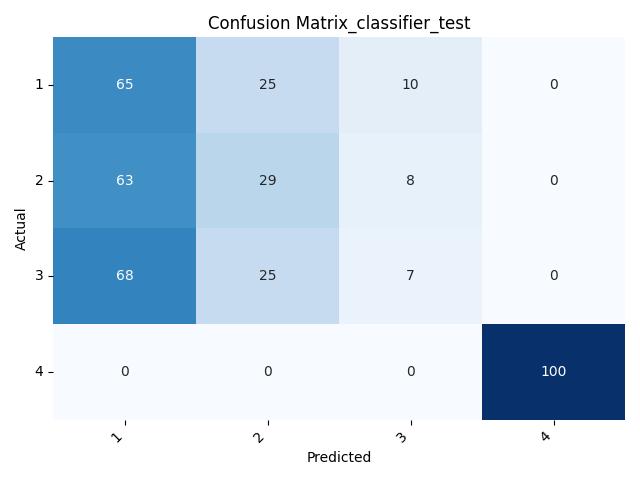 Confusion Matrix_classifier_test
Actual
1 65 25 10 0
2 63 29 8 0
3 68 25 7 0
4 0 0 0 100
1 2 3 4
Predicted